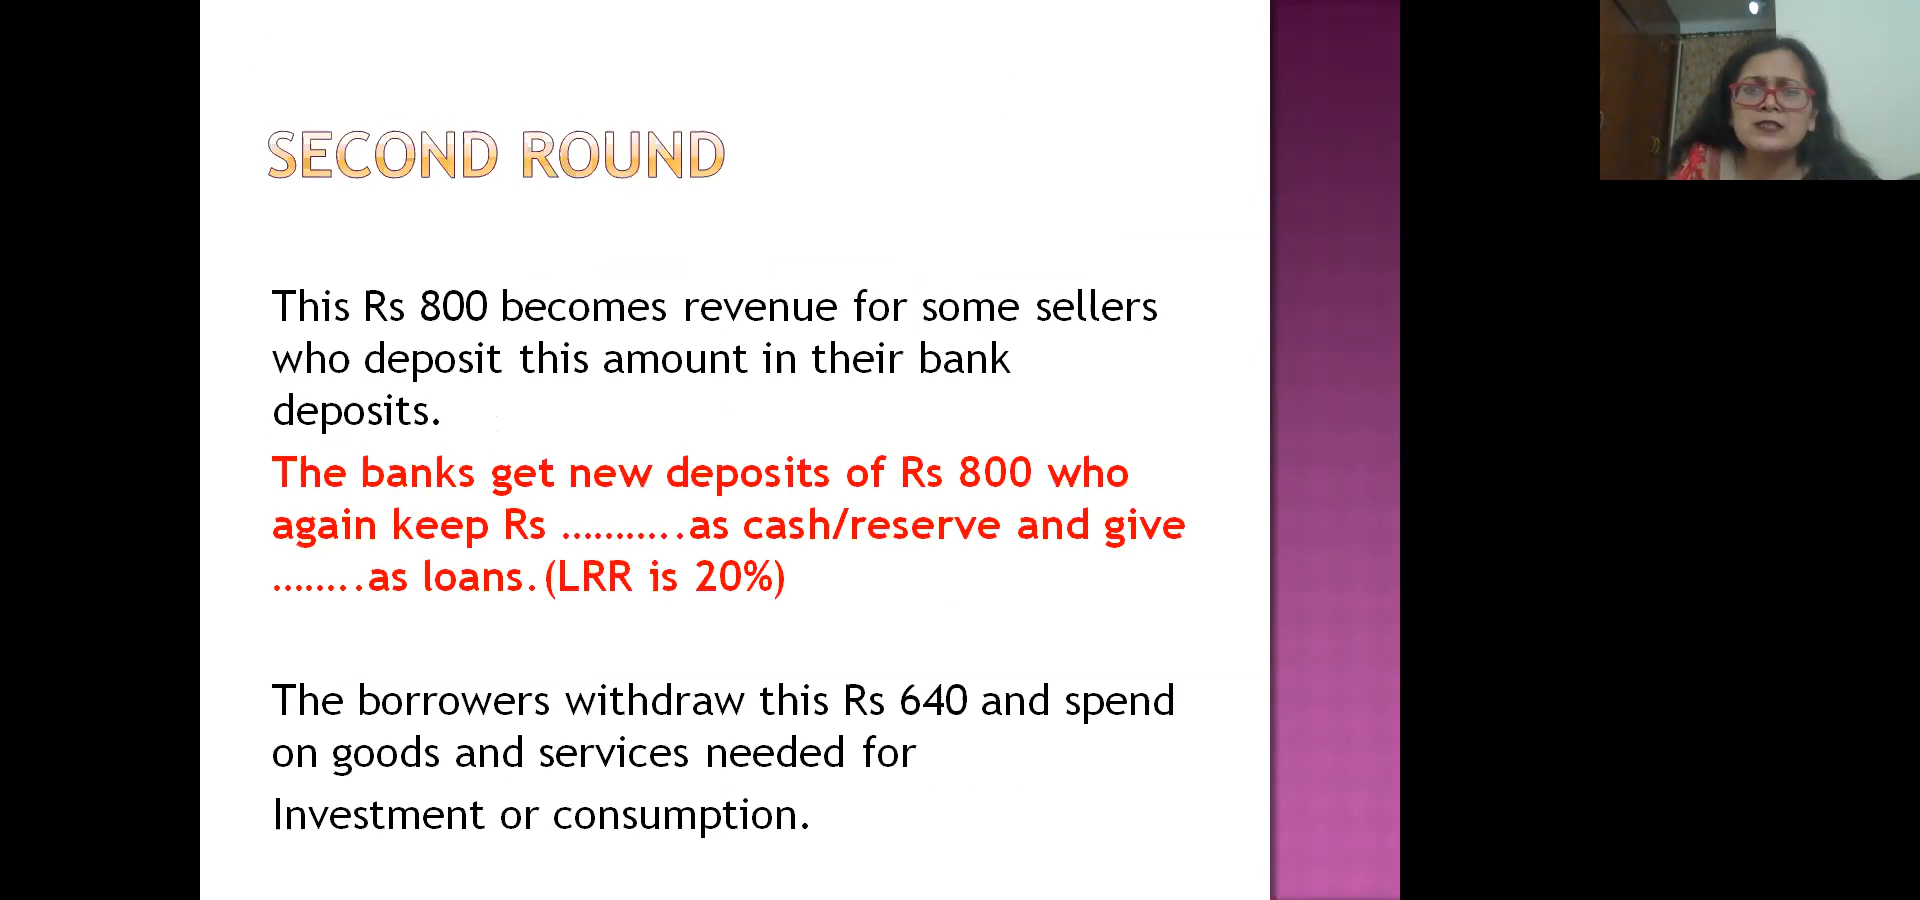 SECOND ROUND
This Rs 800 becomes revenue for some sellers
who deposit this amount in their bank
deposits.
The banks get new deposits of Rs 800 who
again keep Rs ………..as cash/reserve and give
……..as loans.(LRR is 20%)
The borrowers withdraw this Rs 640 and spend
on goods and services needed for
Investment or consumption.